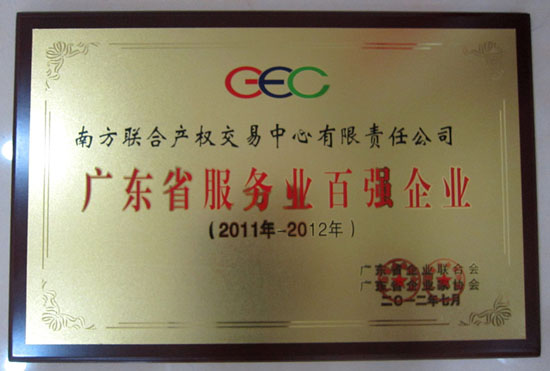 GEC
南方联合产权交易中心有限责任公司
广东省服务业百强企业
(2011年-2012年)
广东省企业联合会
广东省企业家协会
二〇一二年七月